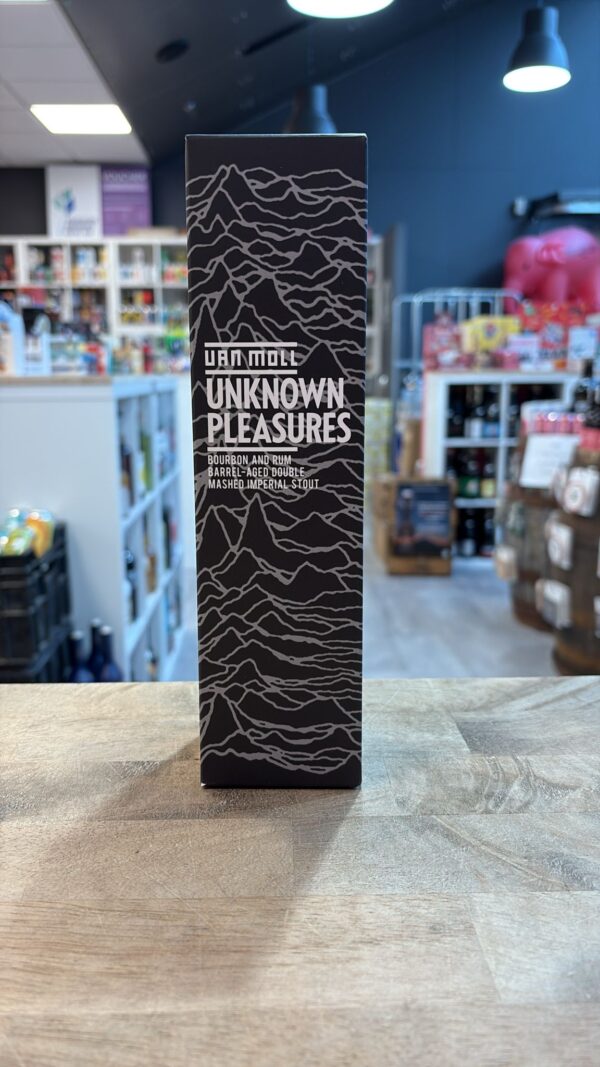 VAN MOLL
UNKNOWN
PLEASURES
BOURBON AND RUM
BARREL-AGED DOUBLE
MASHED IMPERIAL STOUT